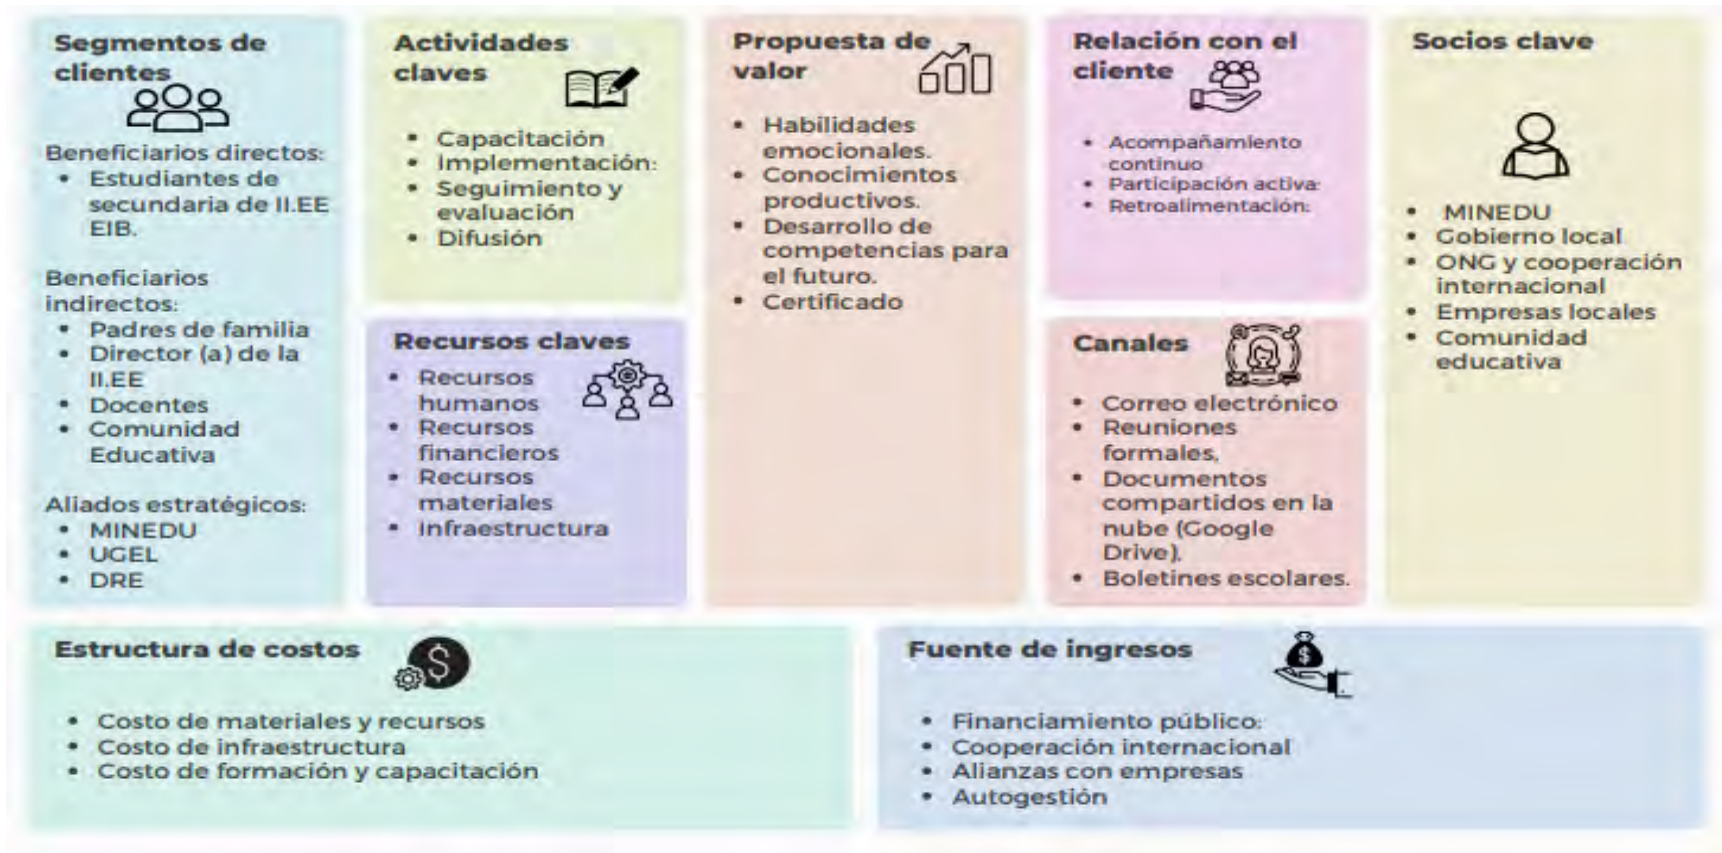 Segmentos de
clientes
Beneficiarios directos:
• Estudiantes de
secundaria de II.EE
EIB.
Beneficiarios
indirectos:
• Padres de familia
• Director (a) de la
II.EE
• Docentes
• Comunidad
Educativa
Aliados estratégicos:
• MINEDU
• UGEL
• DRE
Actividades
claves
• Capacitación
• Implementación:
• Seguimiento y
evaluación
• Difusión
Recursos claves
• Recursos
humanos
• Recursos
financieros
• Recursos
materiales
• Infraestructura
Propuesta de
valor
• Habilidades
emocionales.
• Conocimientos
productivos.
• Desarrollo de
competencias para
el futuro.
• Certificado
Relación con el
cliente
• Acompañamiento
continuo
• Participación activa:
• Retroalimentación:
Canales
• Correo electrónico
• Reuniones
formales.
• Documentos
compartidos en la
nube (Google
Drive).
• Boletines escolares.
Socios clave
• MINEDU
• Gobierno local
• ONG y cooperación
internacional
• Empresas locales
• Comunidad
educativa
Estructura de costos
$
• Costo de materiales y recursos
• Costo de infraestructura
• Costo de formación y capacitación
Fuente de ingresos
$
• Financiamiento público:
• Cooperación internacional
• Alianzas con empresas
• Autogestión